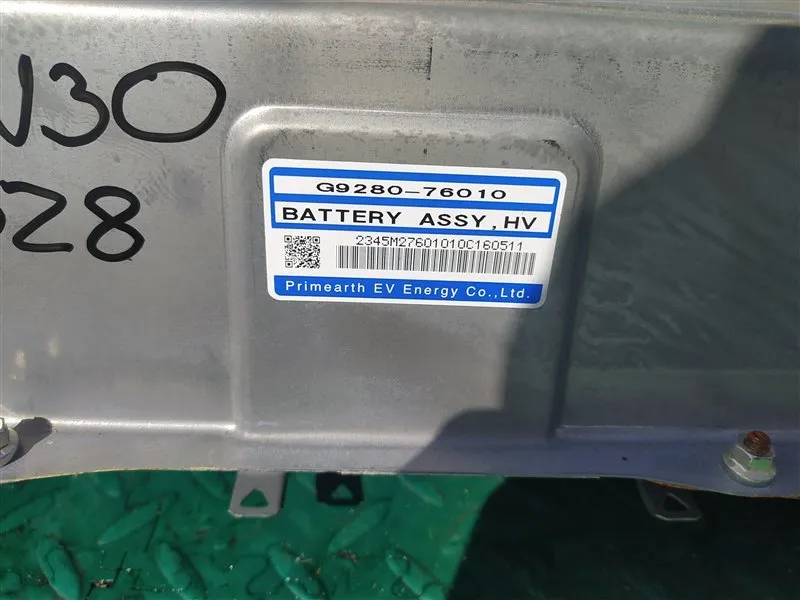 N30
28
G9280-76010
BATTERY ASSY, HV
2345M27601010C160511
Primearth EV Energy Co.,Ltd.